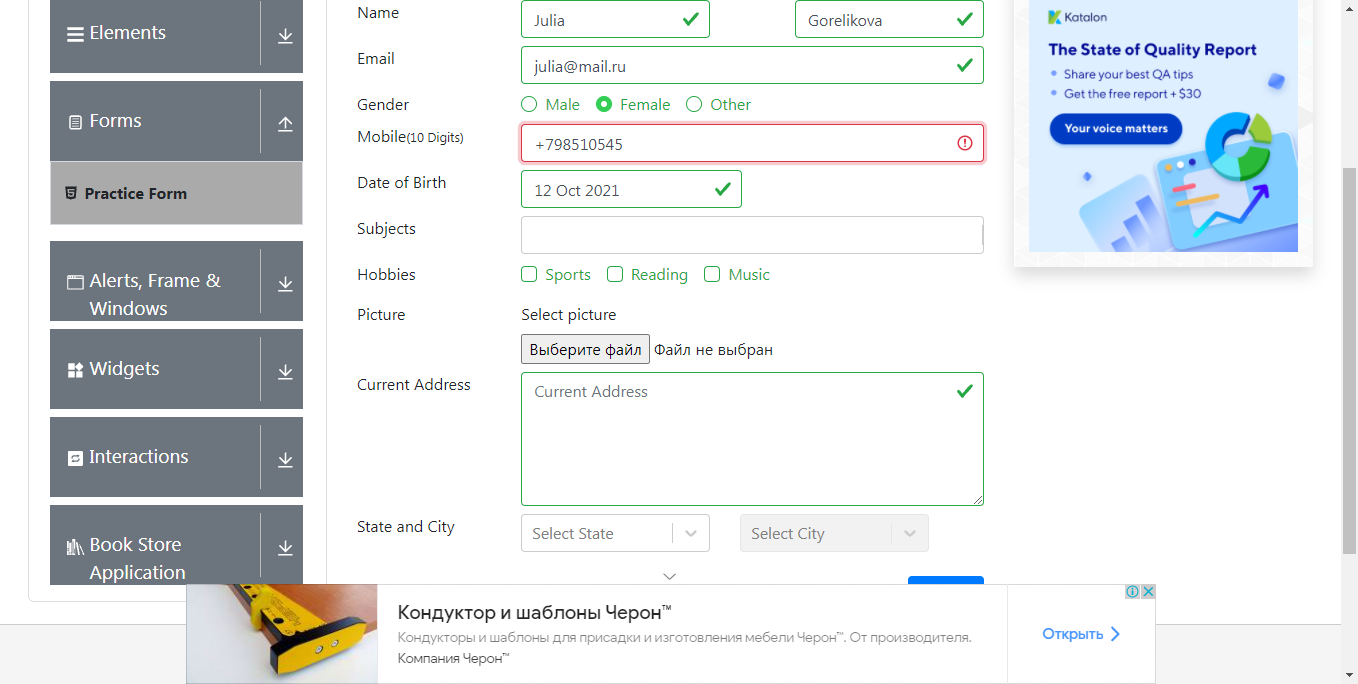 Elements
Forms
Practice Form
Alerts, Frame &
Windows
Widgets
Interactions
Book Store
Application
Name
Julia
Gorelikova
Email
julia@mail.ru
Gender
Male
Female
Other
Mobile(10 Digits)
+798510545
Date of Birth
12 Oct 2021
Subjects
Hobbies
Sports
Reading
Music
Picture
Select picture
Выберите файл
Файл не выбран
Current Address
Current Address
State and City
Select State
Select City
Katalon
The State of Quality Report
Share your best QA tips
Get the free report + $30
Your voice matters
Кондуктор и шаблоны Черон™
Кондукторы и шаблоны для присадки и изготовления мебели Черон™. От производителя.
Компания Черон™
Открыть